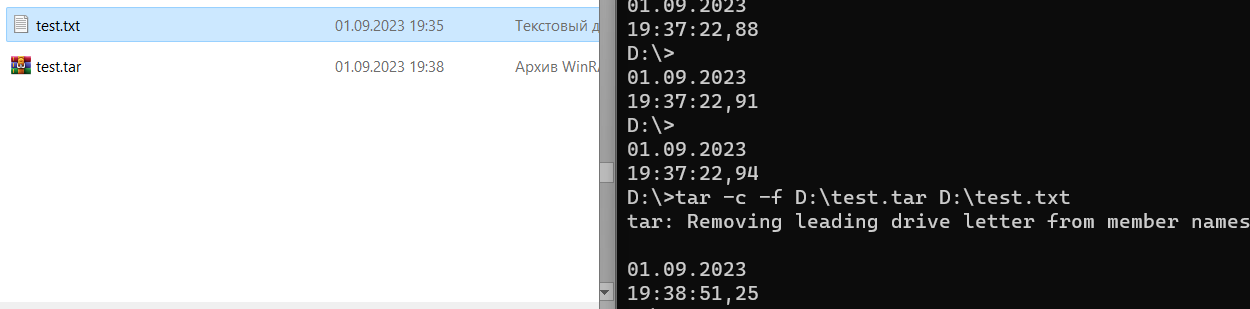 test.txt 01.09.2023 19:35 Текстовый д
test.tar 01.09.2023 19:38 Архив WinR
01.09.2023
19:37:22,88
D:\>
01.09.2023
19:37:22,91
D:\>
01.09.2023
19:37:22,94
D:\>tar -c -f D:\test.tar D:\test.txt
tar: Removing leading drive letter from member names
01.09.2023
19:38:51,25